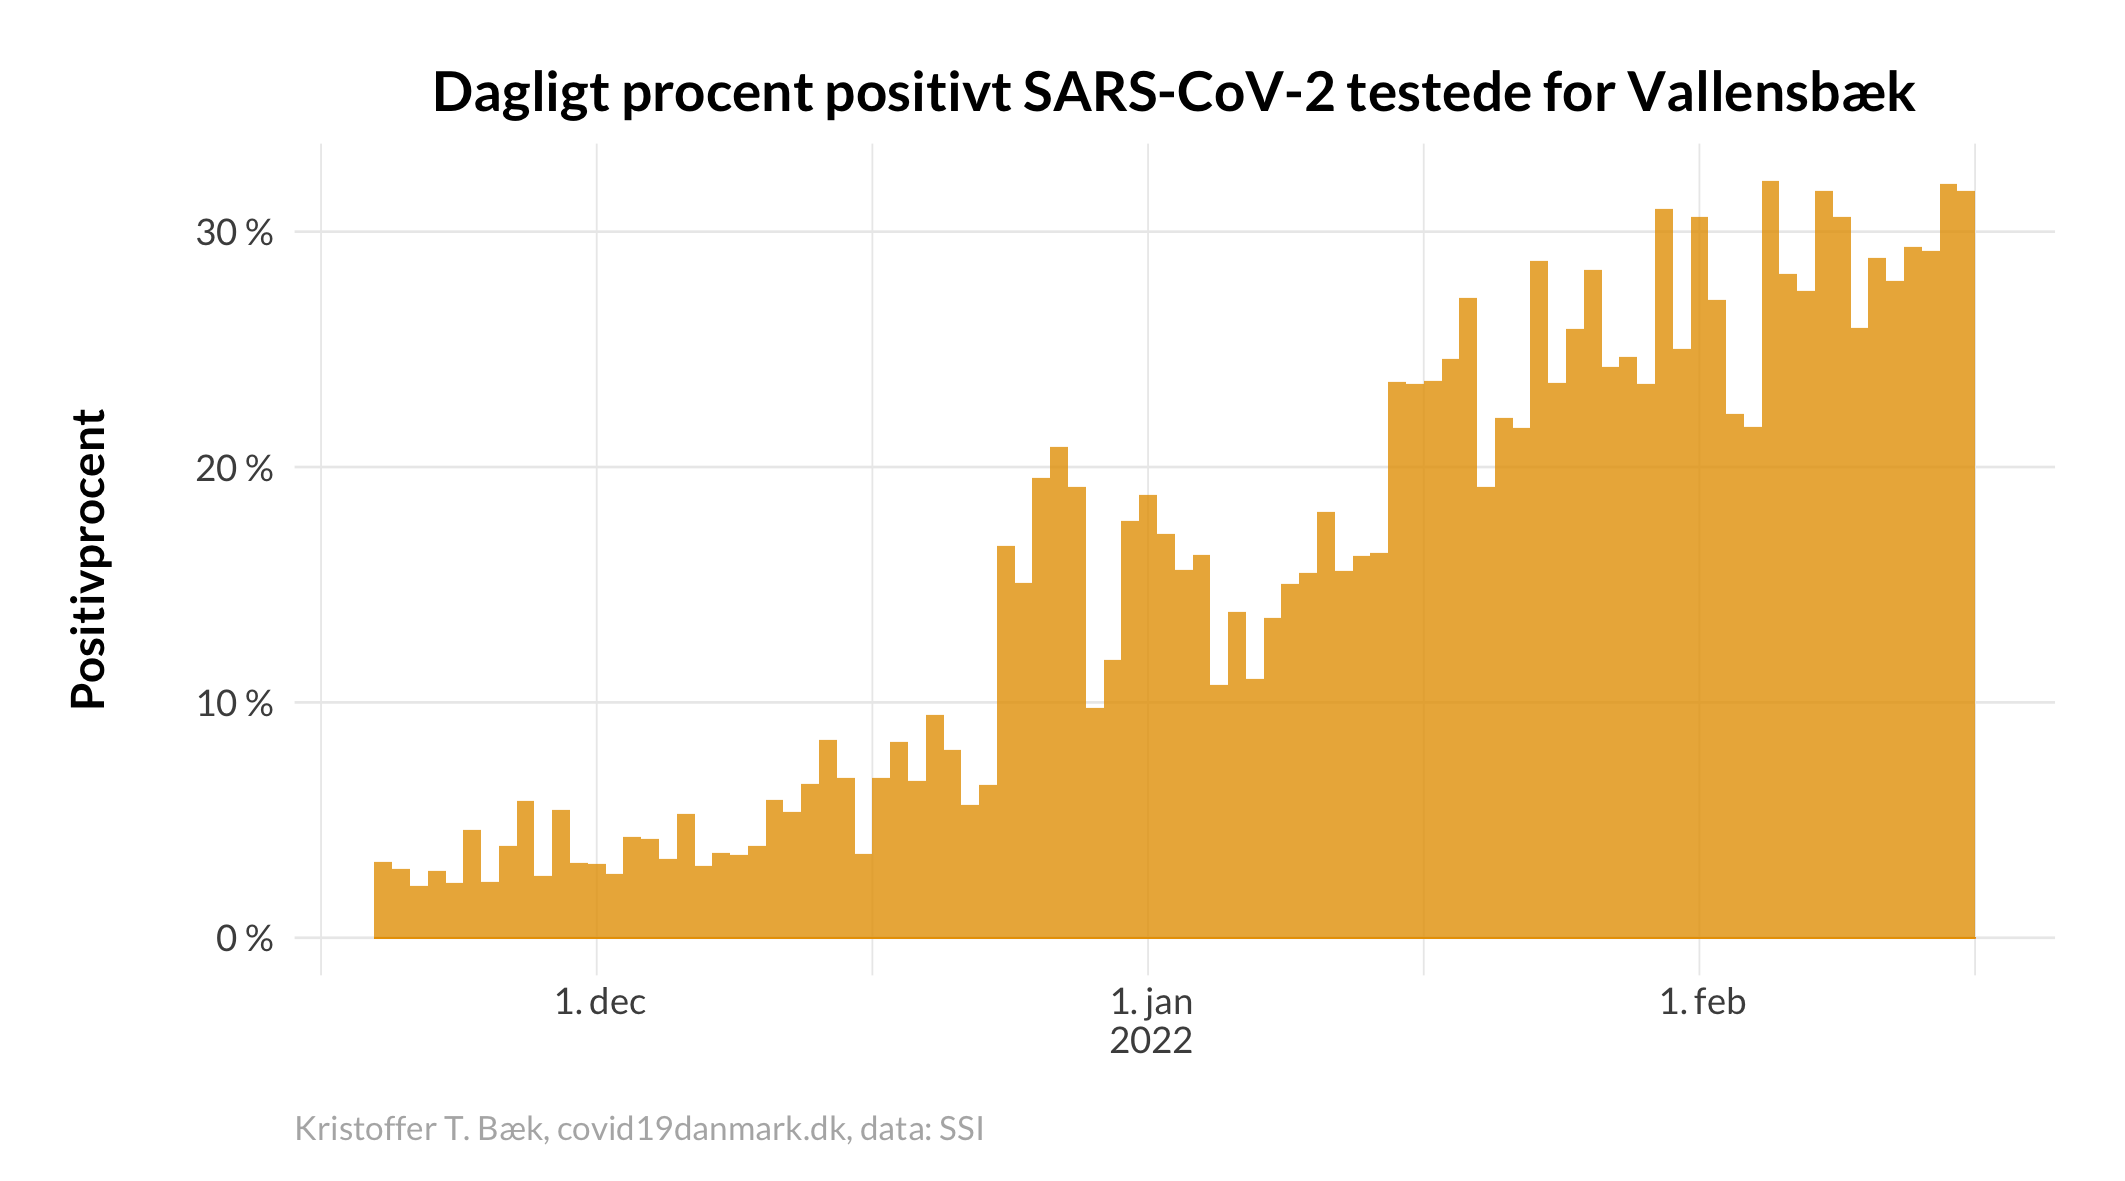 Dagligt procent positivt SARS-CoV-2 testede for Vallensbæk
Positivprocent
30 %
20 %
10 %
0 %
1. dec
1. jan
2022
1. feb
Kristoffer T. Bæk, covid19danmark.dk, data: SSI